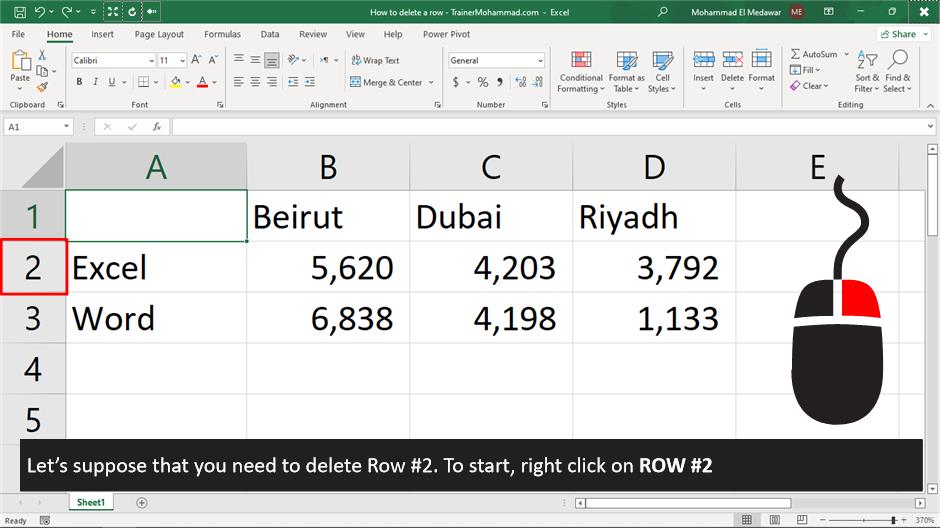 How to delete a row - TrainerMohammad.com - Excel
Mohammad El Medawar
ME
File Home Insert Page Layout Formulas Data Review View Help Power Pivot
Share
Paste
Clipboard
Calibri 11 A A
B I U A
Font
ab Wrap Text
Merge & Center
Alignment
General
$ % , .00 .0
Number
Conditional Formatting
Format as Table
Cell Styles
Styles
Insert Delete Format
Cells
AutoSum
Fill
Clear
Sort & Filter
Find & Select
Editing
A1 fx
A B C D E
1 Beirut Dubai Riyadh
2 Excel 5,620 4,203 3,792
3 Word 6,838 4,198 1,133
4
5
Let's suppose that you need to delete Row #2. To start, right click on ROW #2
Sheet1
Ready
370%